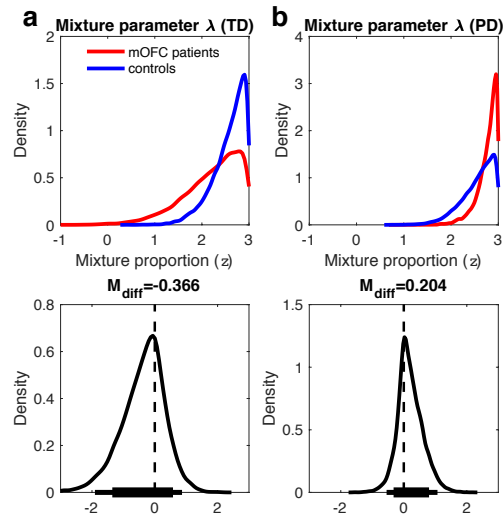 a
Mixture parameter λ (TD)
2
1.5
1
0.5
0
Density
mOFC patients
controls
-1 0 1 2 3
Mixture proportion (z)
b
Mixture parameter λ (PD)
4
3
2
1
0
Density
0 1 2 3
Mixture proportion (z)
M_diff=-0.366
0.8
0.6
0.4
0.2
0
Density
-2 0 2
M_diff=0.204
1.5
1
0.5
0
Density
-2 0 2